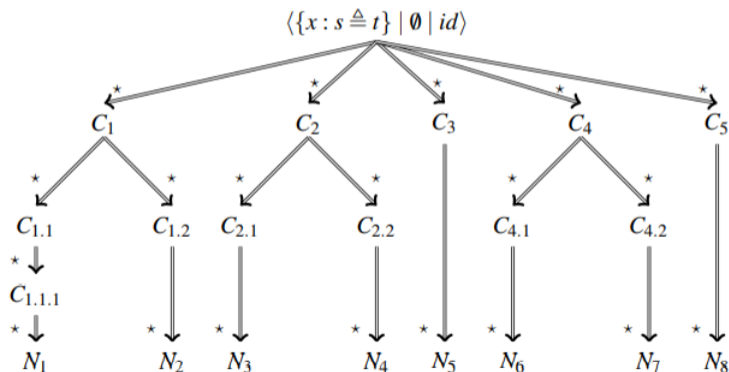 ⟨{x : s ≜ t} | ∅ | id⟩
⋆ ⋆ ⋆ ⋆ ⋆
C₁ C₂ C₃ C₄ C₅
⋆ ⋆ ⋆ ⋆ ⋆ ⋆
C₁.₁ C₁.₂ C₂.₁ C₂.₂ C₄.₁ C₄.₂
⋆
C₁.₁.₁
⋆ ⋆ ⋆ ⋆ ⋆ ⋆ ⋆ ⋆
N₁ N₂ N₃ N₄ N₅ N₆ N₇ N₈